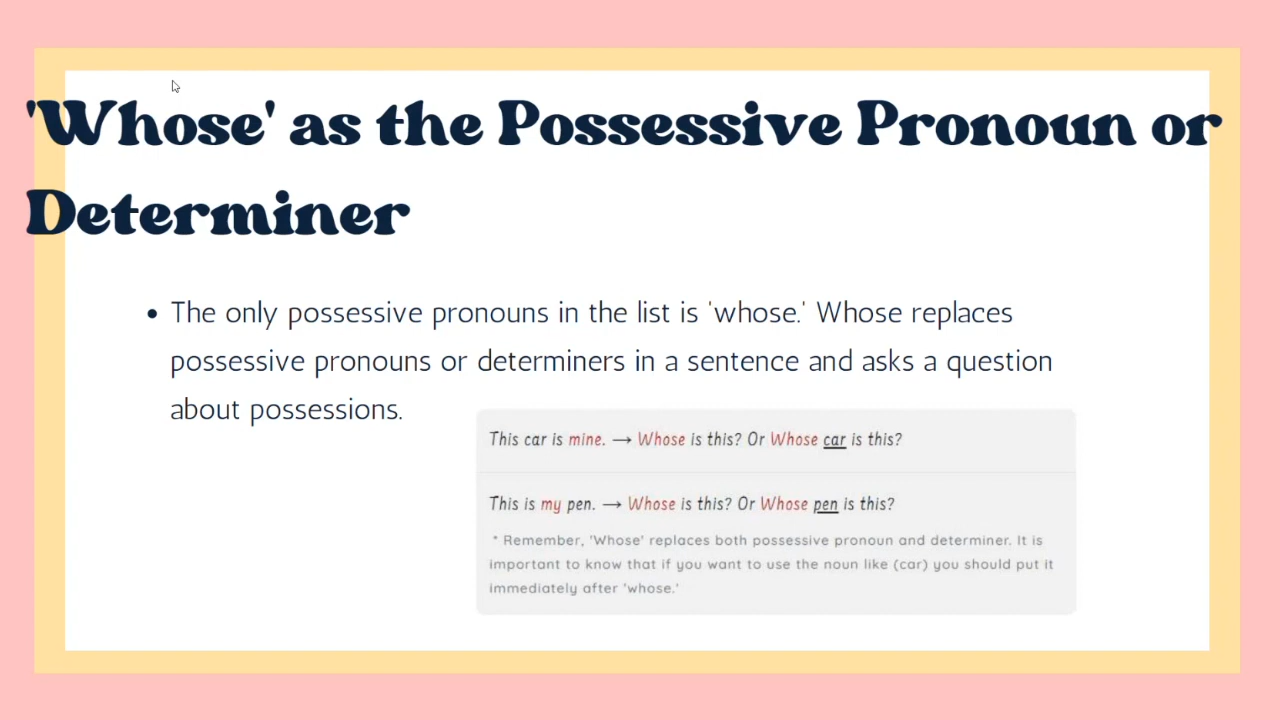 'Whose' as the Possessive Pronoun or
Determiner
• The only possessive pronouns in the list is 'whose.' Whose replaces
possessive pronouns or determiners in a sentence and asks a question
about possessions.
This car is mine. → Whose is this? Or Whose car is this?
This is my pen. → Whose is this? Or Whose pen is this?
* Remember, 'Whose' replaces both possessive pronoun and determiner. It is
important to know that if you want to use the noun like (car) you should put it
immediately after 'whose.'